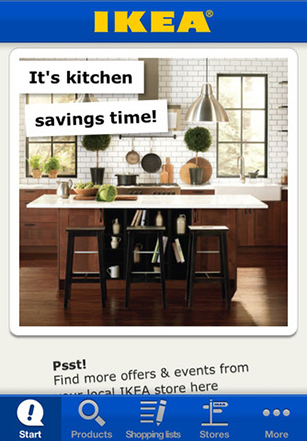 IKEA®
It's kitchen
savings time!
Psst!
Find more offers & events from
your local IKEA store here
Start
Products
Shopping lists
Stores
More